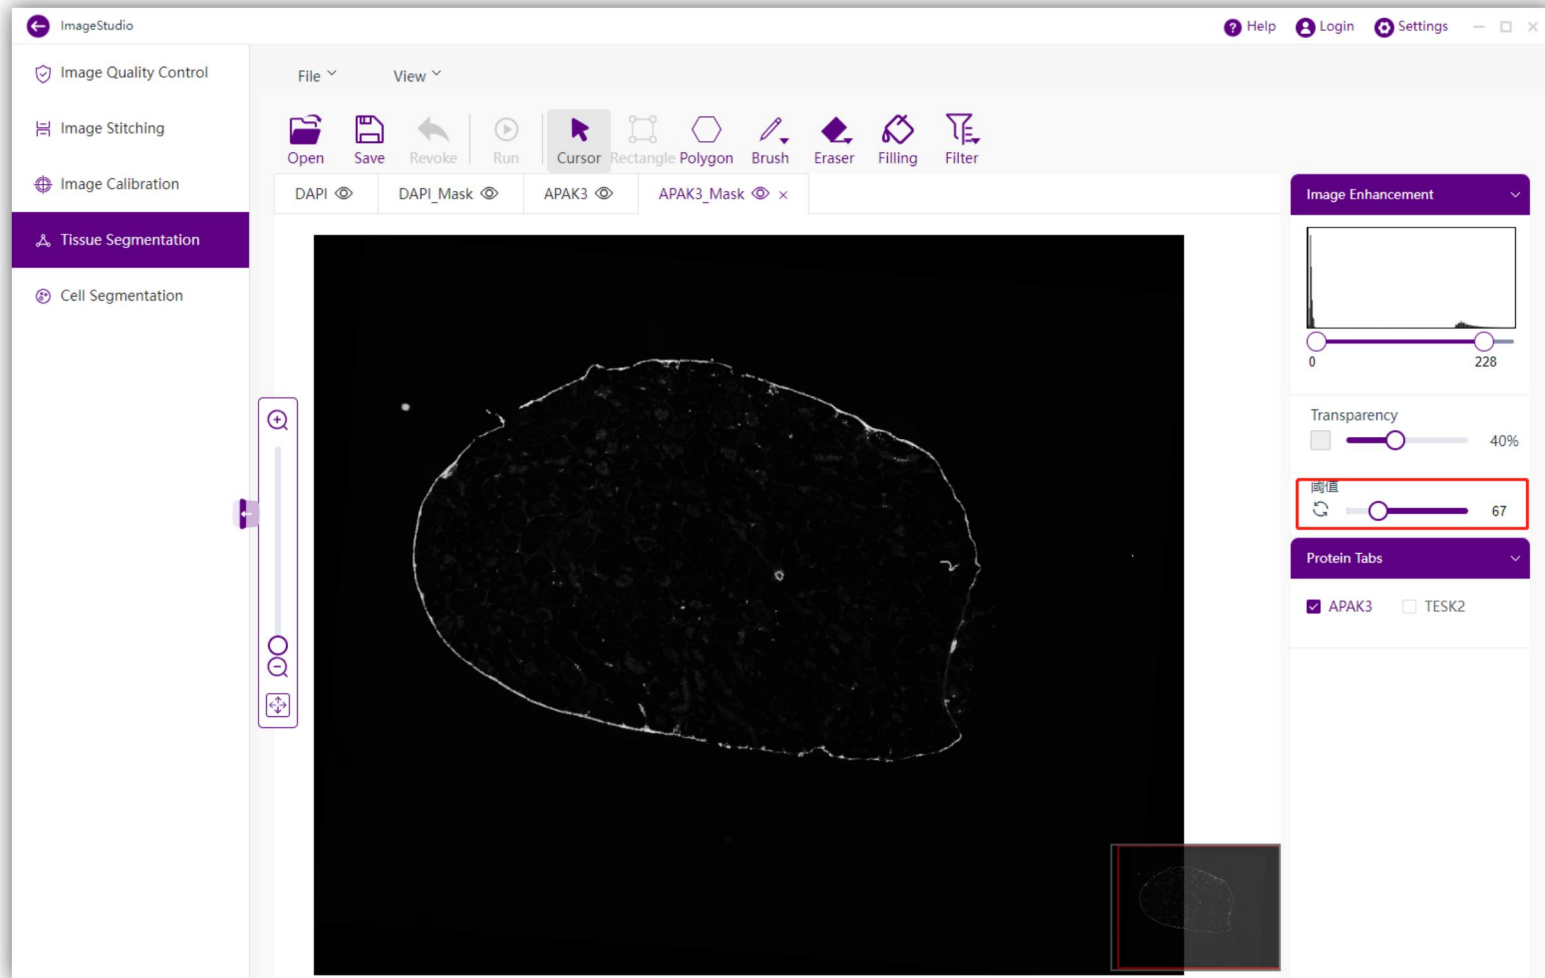 ImageStudio
Help Login Settings
Image Quality Control
Image Stitching
Image Calibration
Tissue Segmentation
Cell Segmentation
File View
Open Save Revoke Run Cursor Rectangle Polygon Brush Eraser Filling Filter
DAPI DAPI_Mask APAK3 APAK3_Mask
Image Enhancement
0 228
Transparency
40%
阈值
67
Protein Tabs
APAK3 TESK2